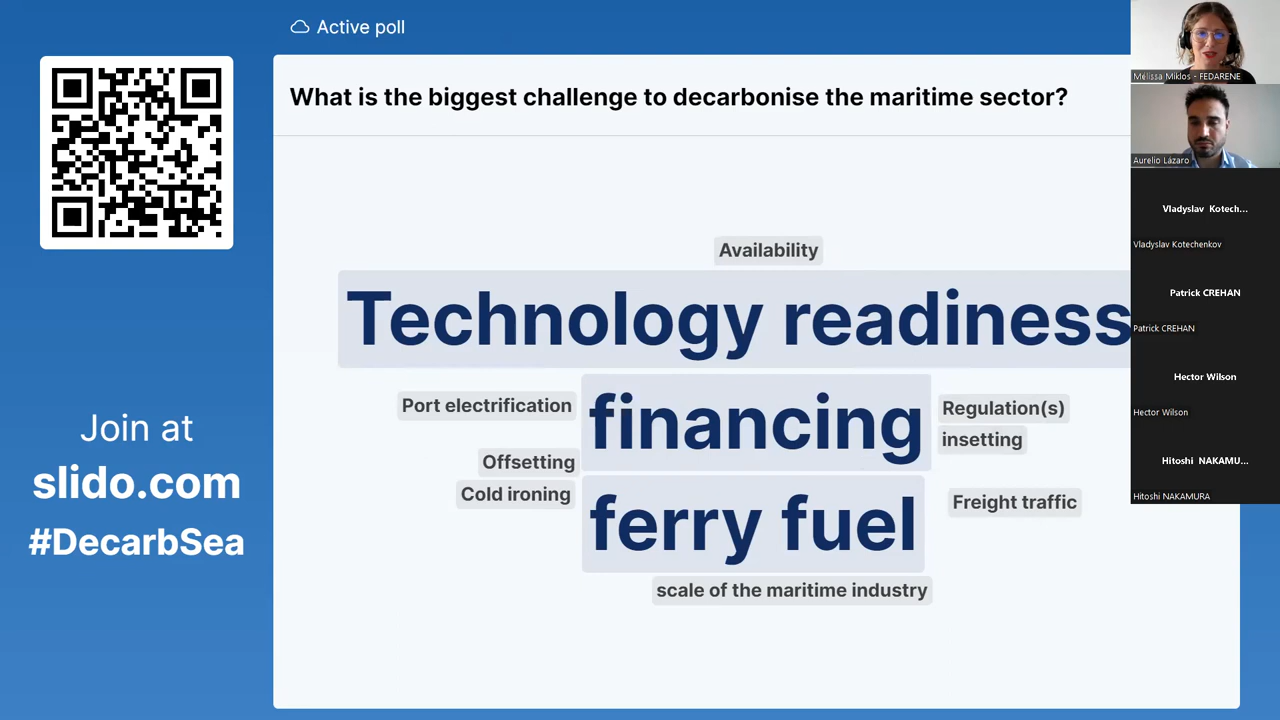 Active poll
What is the biggest challenge to decarbonise the maritime sector?
Availability
Technology readiness
Port electrification
financing
Regulation(s)
insetting
Offsetting
Cold ironing
ferry fuel
Freight traffic
scale of the maritime industry
Join at
slido.com
#DecarbSea
Mélissa Miklos - FEDARENE
Aurelio Lázaro
Vladyslav Kotech...
Vladyslav Kotechenkov
Patrick CREHAN
Patrick CREHAN
Hector Wilson
Hector Wilson
Hitoshi NAKAMU...
Hitoshi NAKAMURA